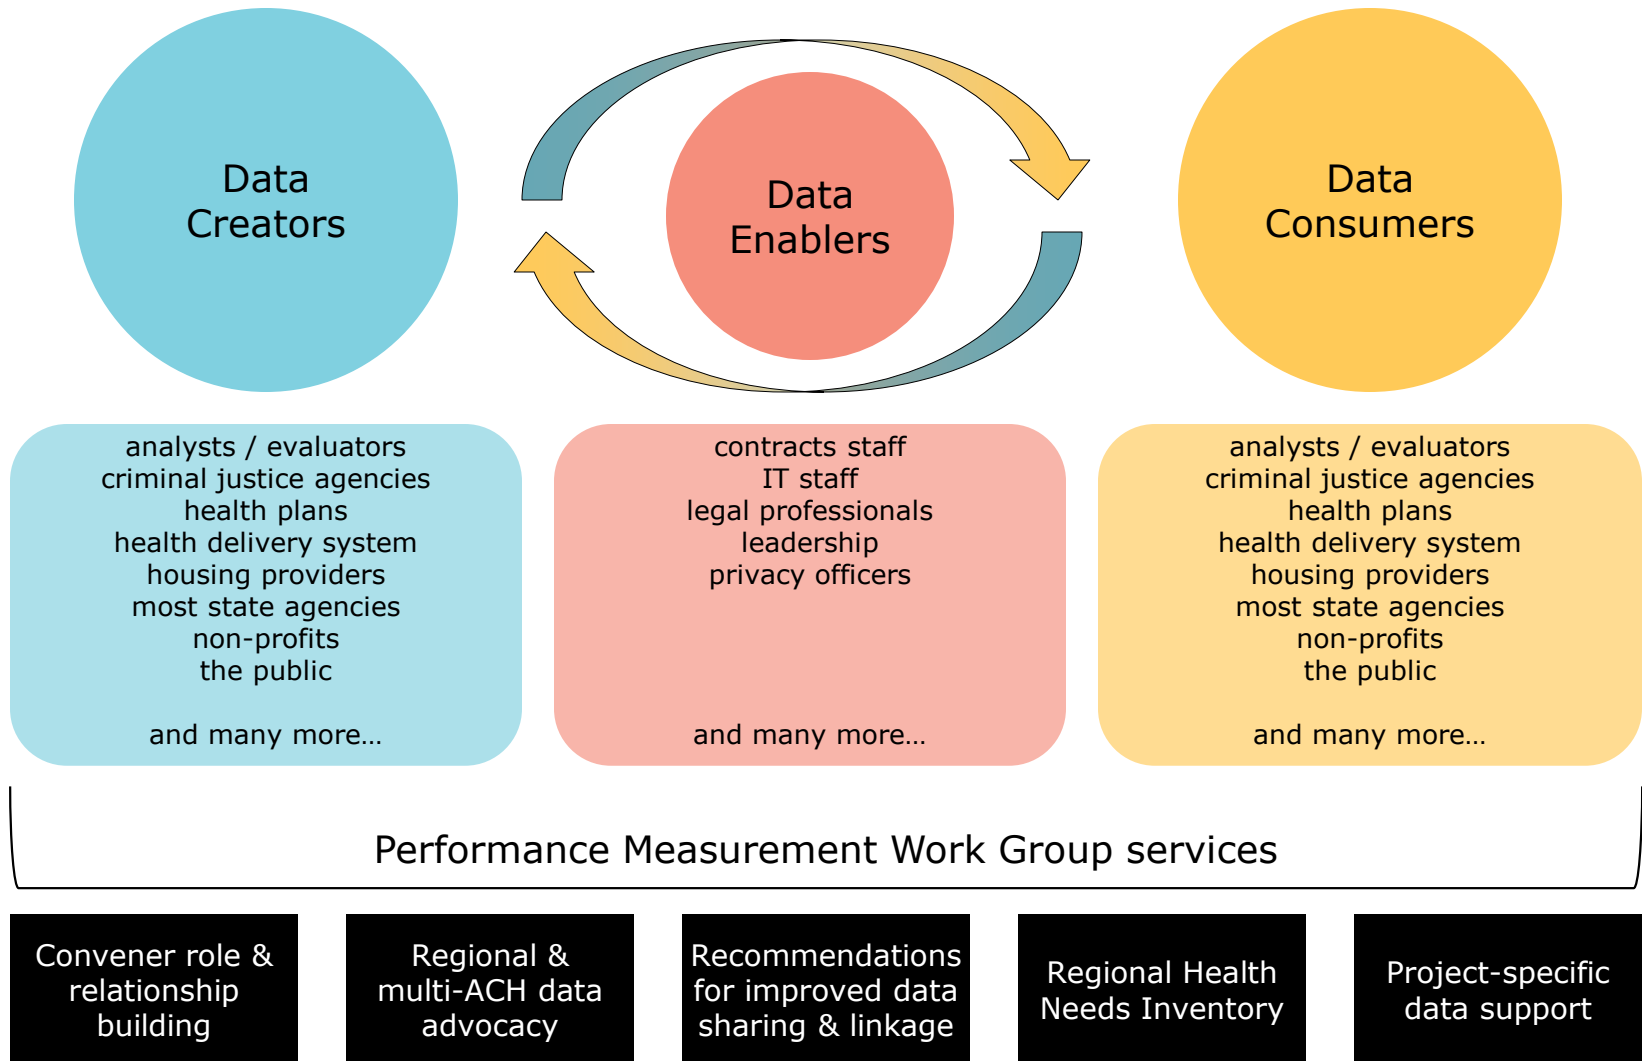 Data
Creators
Data
Enablers
Data
Consumers
analysts / evaluators
criminal justice agencies
health plans
health delivery system
housing providers
most state agencies
non-profits
the public
and many more…
contracts staff
IT staff
legal professionals
leadership
privacy officers
and many more…
analysts / evaluators
criminal justice agencies
health plans
health delivery system
housing providers
most state agencies
non-profits
the public
and many more…
Performance Measurement Work Group services
Convener role &
relationship
building
Regional &
multi-ACH data
advocacy
Recommendations
for improved data
sharing & linkage
Regional Health
Needs Inventory
Project-specific
data support